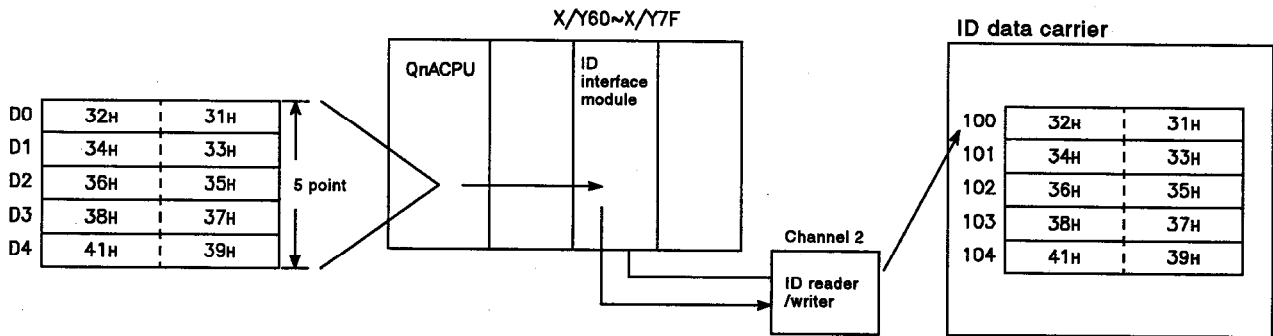 X/Y60~X/Y7F
ID data carrier
QnACPU
ID
interface
module
D0 32H 31H
D1 34H 33H
D2 36H 35H
D3 38H 37H
D4 41H 39H
5 point
100 32H 31H
101 34H 33H
102 36H 35H
103 38H 37H
104 41H 39H
Channel 2
ID reader
/writer